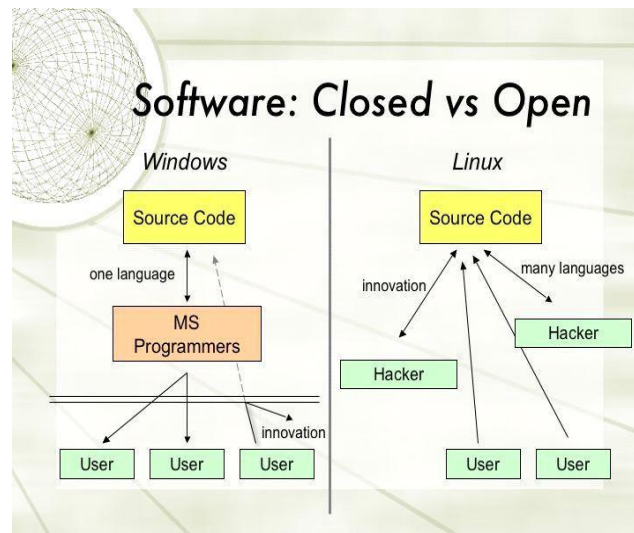 Software: Closed vs Open
Windows
Source Code
one language
MS
Programmers
innovation
User
User
User
Linux
Source Code
innovation
many languages
Hacker
Hacker
User
User